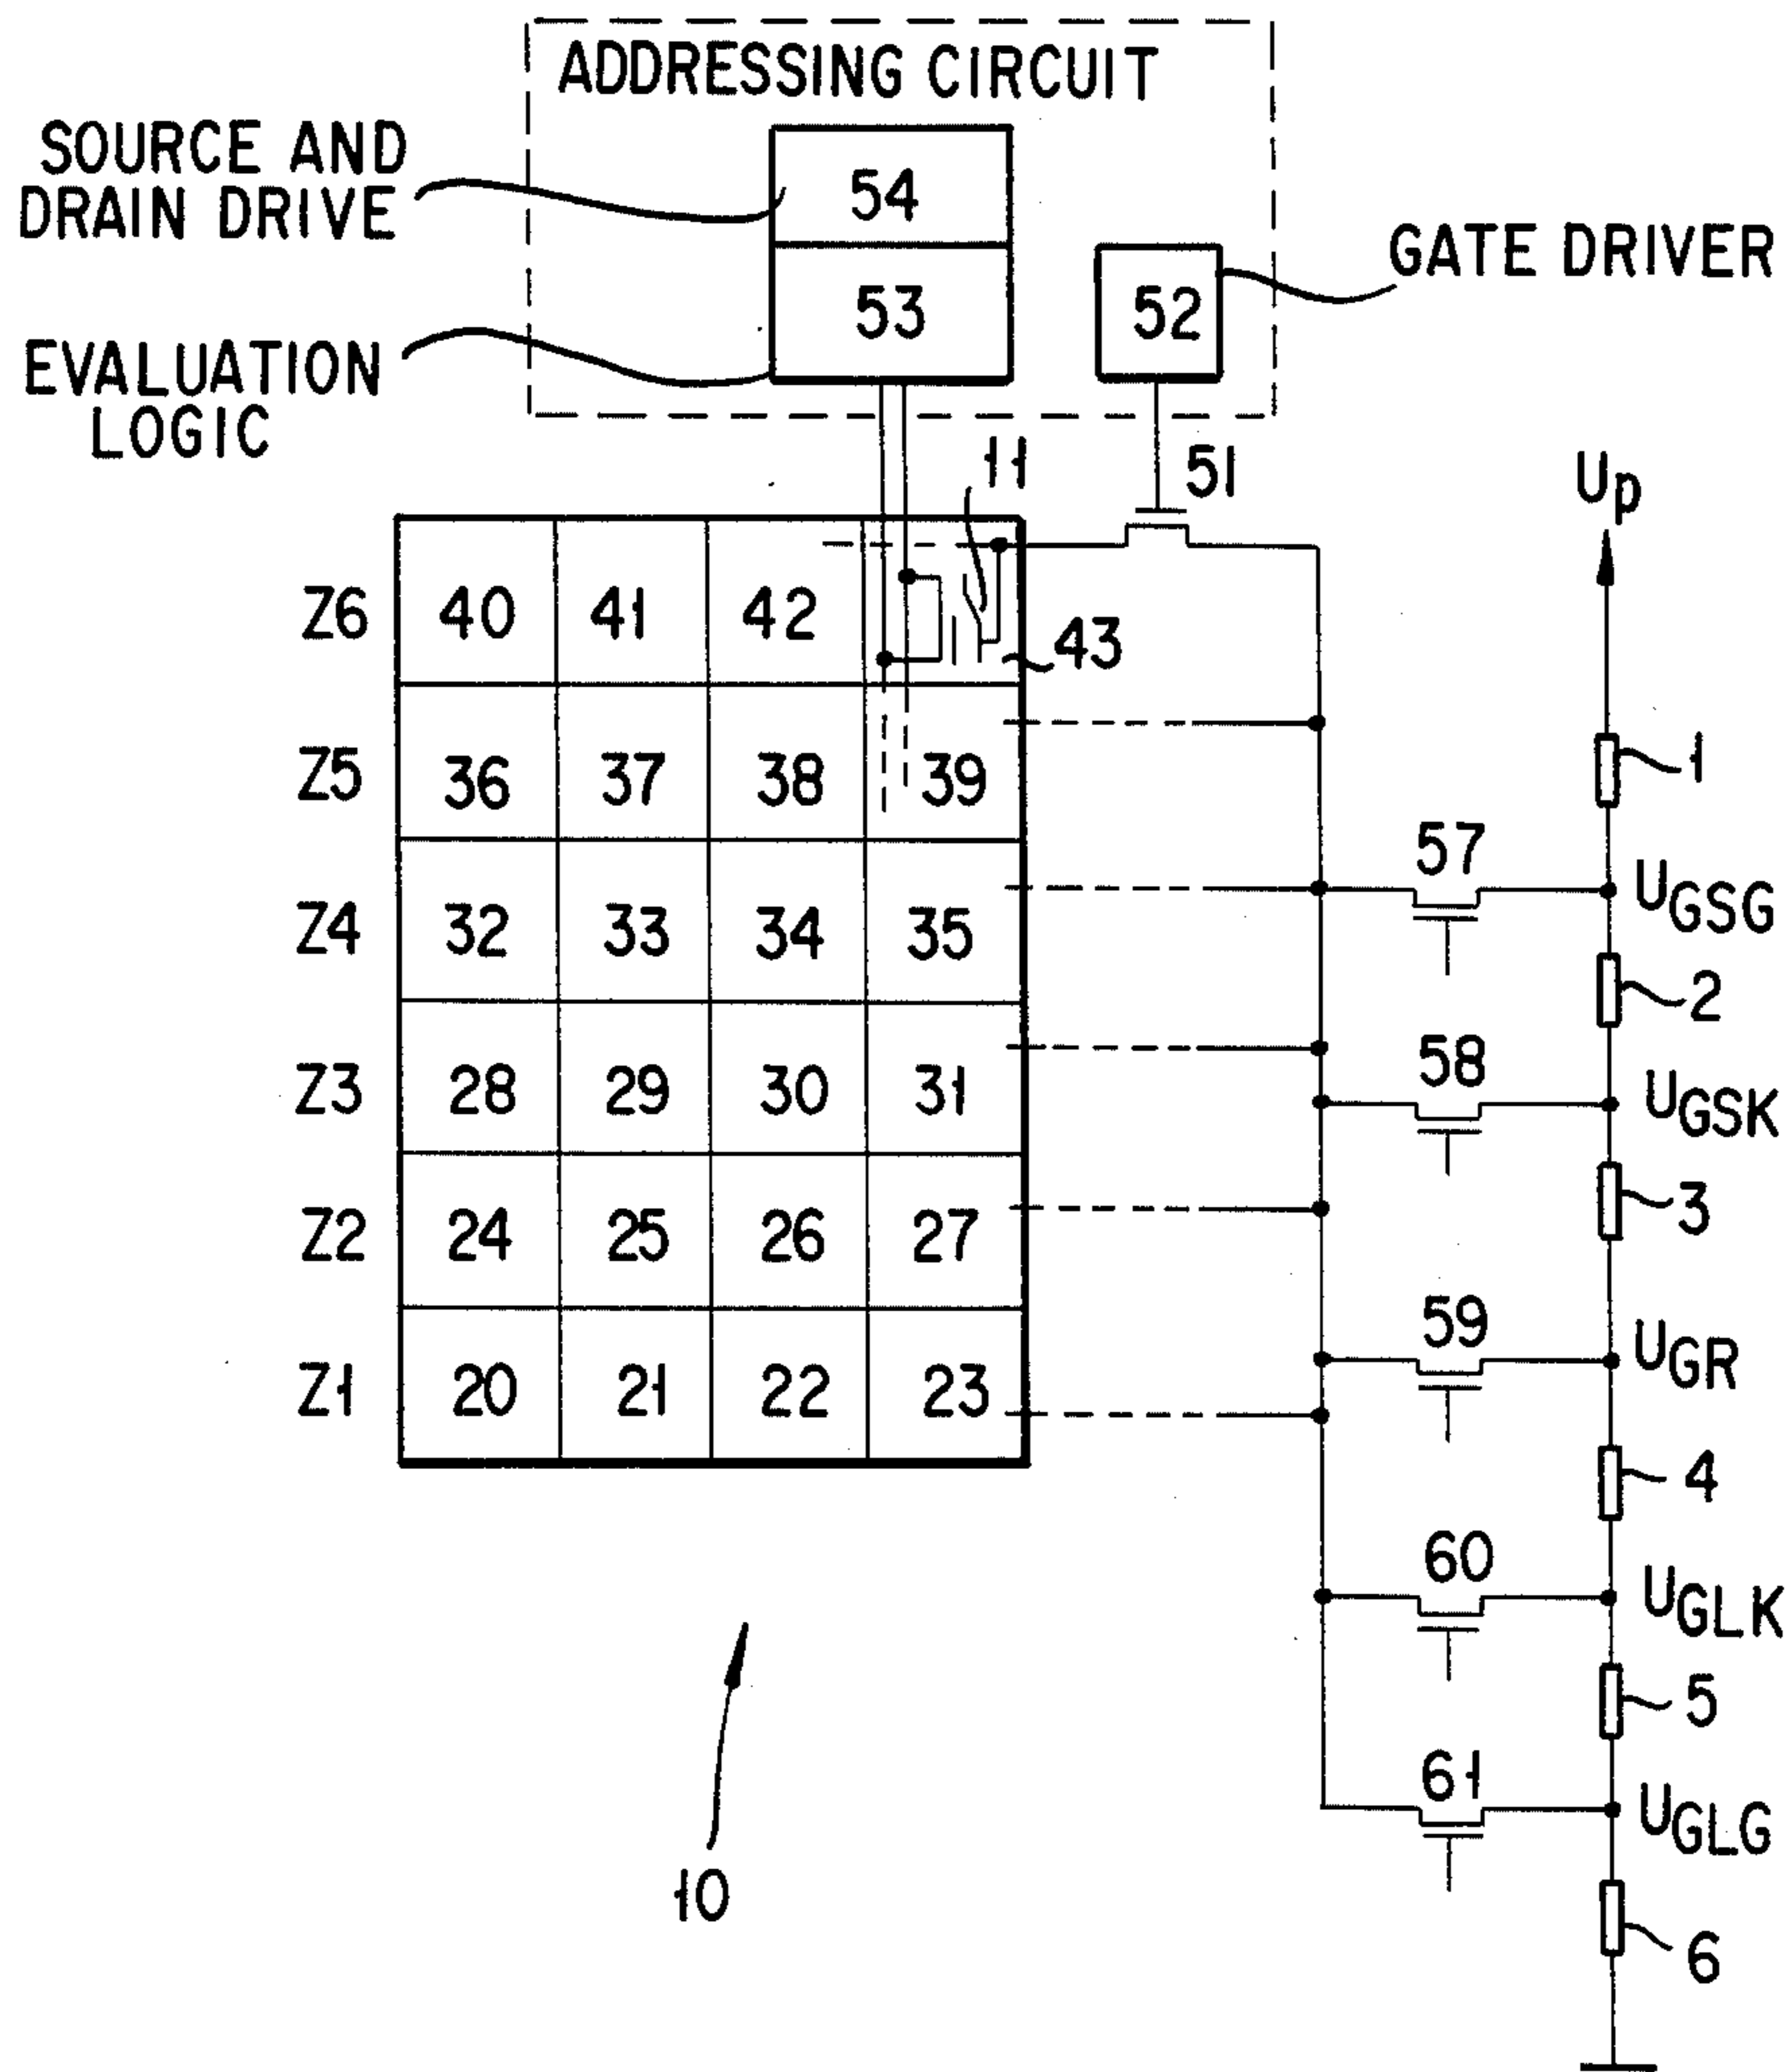 ADDRESSING CIRCUIT
SOURCE AND
DRAIN DRIVE
54
GATE DRIVER
53
52
EVALUATION
LOGIC
11
51
Up
Z6 40 41 42
43
Z5 36 37 38 39
1
57
UGSG
Z4 32 33 34 35
2
58
UGSK
Z3 28 29 30 31
3
Z2 24 25 26 27
59
UGR
Z1 20 21 22 23
4
60
UGLK
5
61
UGLG
10
6